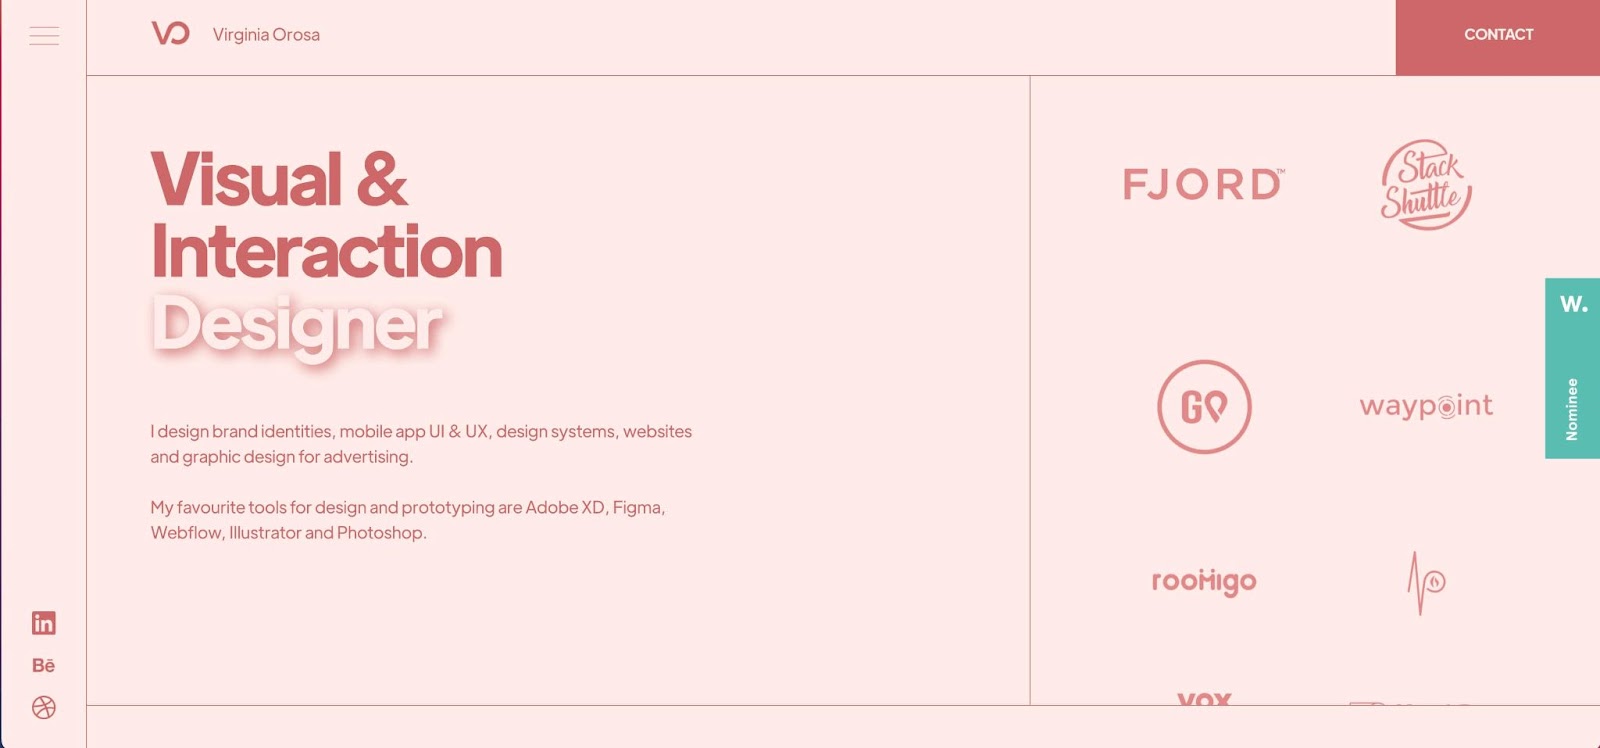 VO
Virginia Orosa
CONTACT
Visual &
Interaction
Designer
I design brand identities, mobile app UI & UX, design systems, websites
and graphic design for advertising.
My favourite tools for design and prototyping are Adobe XD, Figma,
Webflow, Illustrator and Photoshop.
FJORD™
Stack
Shuttle
GO
waypoint
rooMigo
vox
W.
Nominee
in
Bē